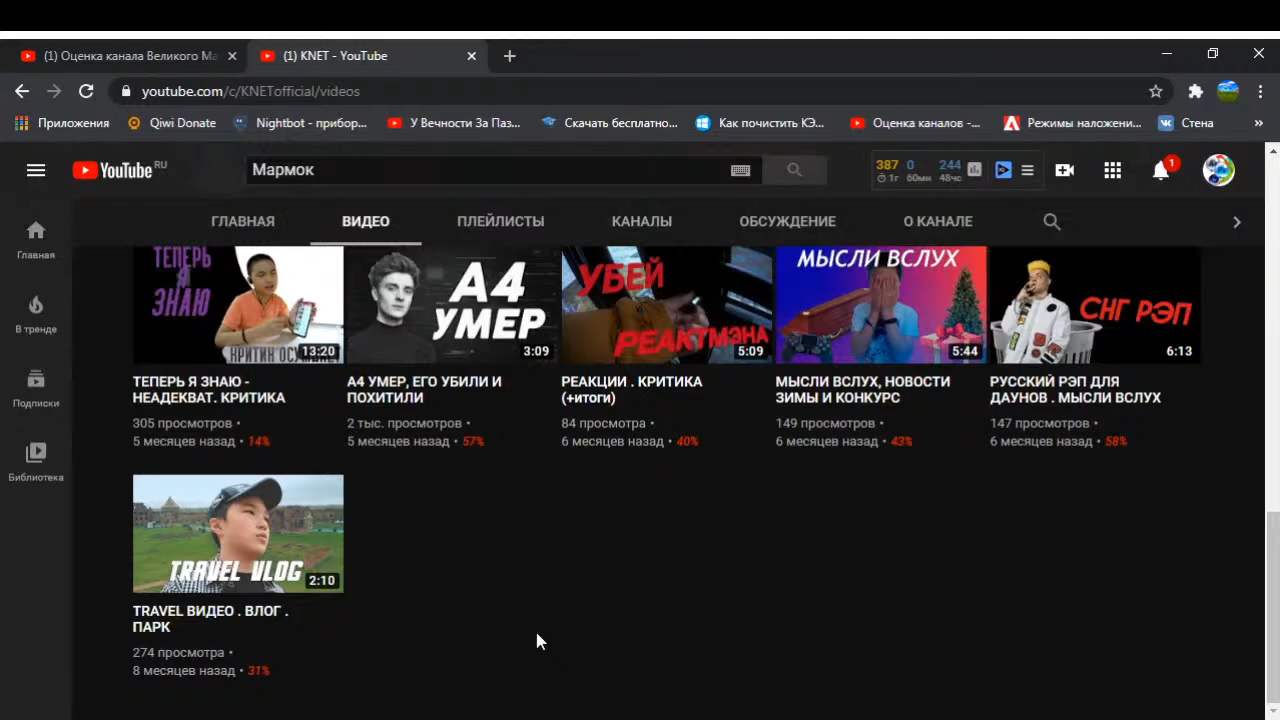 (1) Оценка канала Великого Ма
(1) KNET - YouTube
youtube.com/c/KNETofficial/videos
Приложения
Qiwi Donate
Nightbot - прибор...
У Вечности За Паз...
Скачать бесплатно...
Как почистить КЭ...
Оценка каналов -...
Режимы наложени...
Стена
YouTube RU
Мармок
387 0 244
1г 60мн 48чс
1
ГЛАВНАЯ
ВИДЕО
ПЛЕЙЛИСТЫ
КАНАЛЫ
ОБСУЖДЕНИЕ
О КАНАЛЕ
Главная
В тренде
Подписки
Библиотека
ТЕПЕРЬ
Я
ЗНАЮ
КРИТИН ОСУ
13:20
ТЕПЕРЬ Я ЗНАЮ -
НЕАДЕКВАТ. КРИТИКА
305 просмотров •
5 месяцев назад • 14%
А4
УМЕР
3:09
А4 УМЕР, ЕГО УБИЛИ И
ПОХИТИЛИ
2 тыс. просмотров •
5 месяцев назад • 57%
УБЕЙ
РЕАКТМЭНА
5:09
РЕАКЦИИ . КРИТИКА
(+итоги)
84 просмотра •
6 месяцев назад • 40%
МЫСЛИ ВСЛУХ
5:44
МЫСЛИ ВСЛУХ, НОВОСТИ
ЗИМЫ И КОНКУРС
149 просмотров •
6 месяцев назад • 43%
СНГ РЭП
6:13
РУССКИЙ РЭП ДЛЯ
ДАУНОВ . МЫСЛИ ВСЛУХ
147 просмотров •
6 месяцев назад • 58%
TRAVEL VLOG
2:10
TRAVEL ВИДЕО . ВЛОГ .
ПАРК
274 просмотра •
8 месяцев назад • 31%